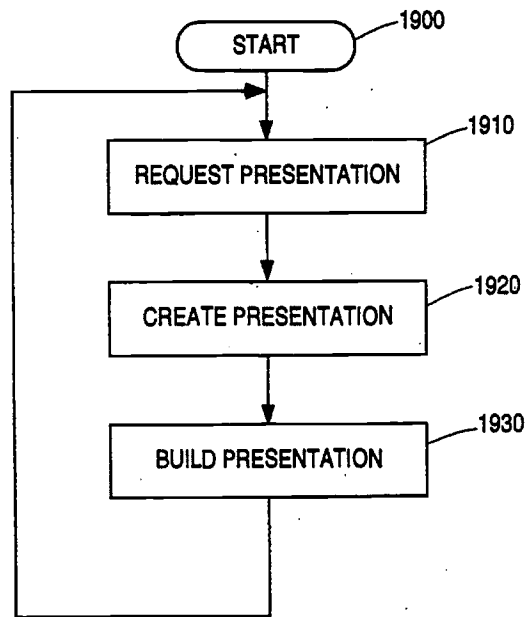 START
1900
REQUEST PRESENTATION
1910
CREATE PRESENTATION
1920
BUILD PRESENTATION
1930